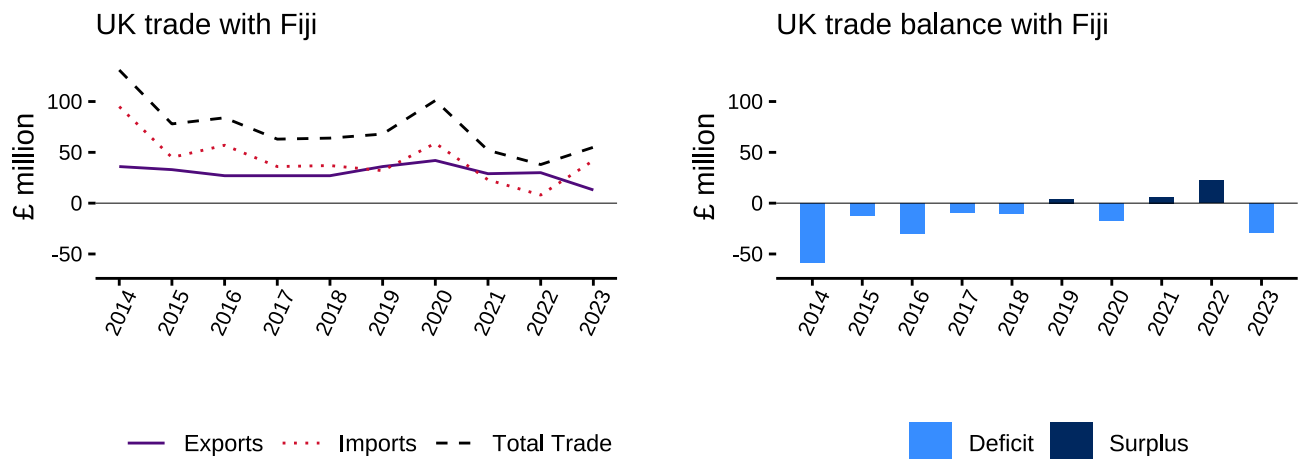 UK trade with Fiji
£ million
100
50
0
-50
2014 2015 2016 2017 2018 2019 2020 2021 2022 2023
Exports Imports Total Trade
UK trade balance with Fiji
£ million
100
50
0
-50
2014 2015 2016 2017 2018 2019 2020 2021 2022 2023
Deficit Surplus